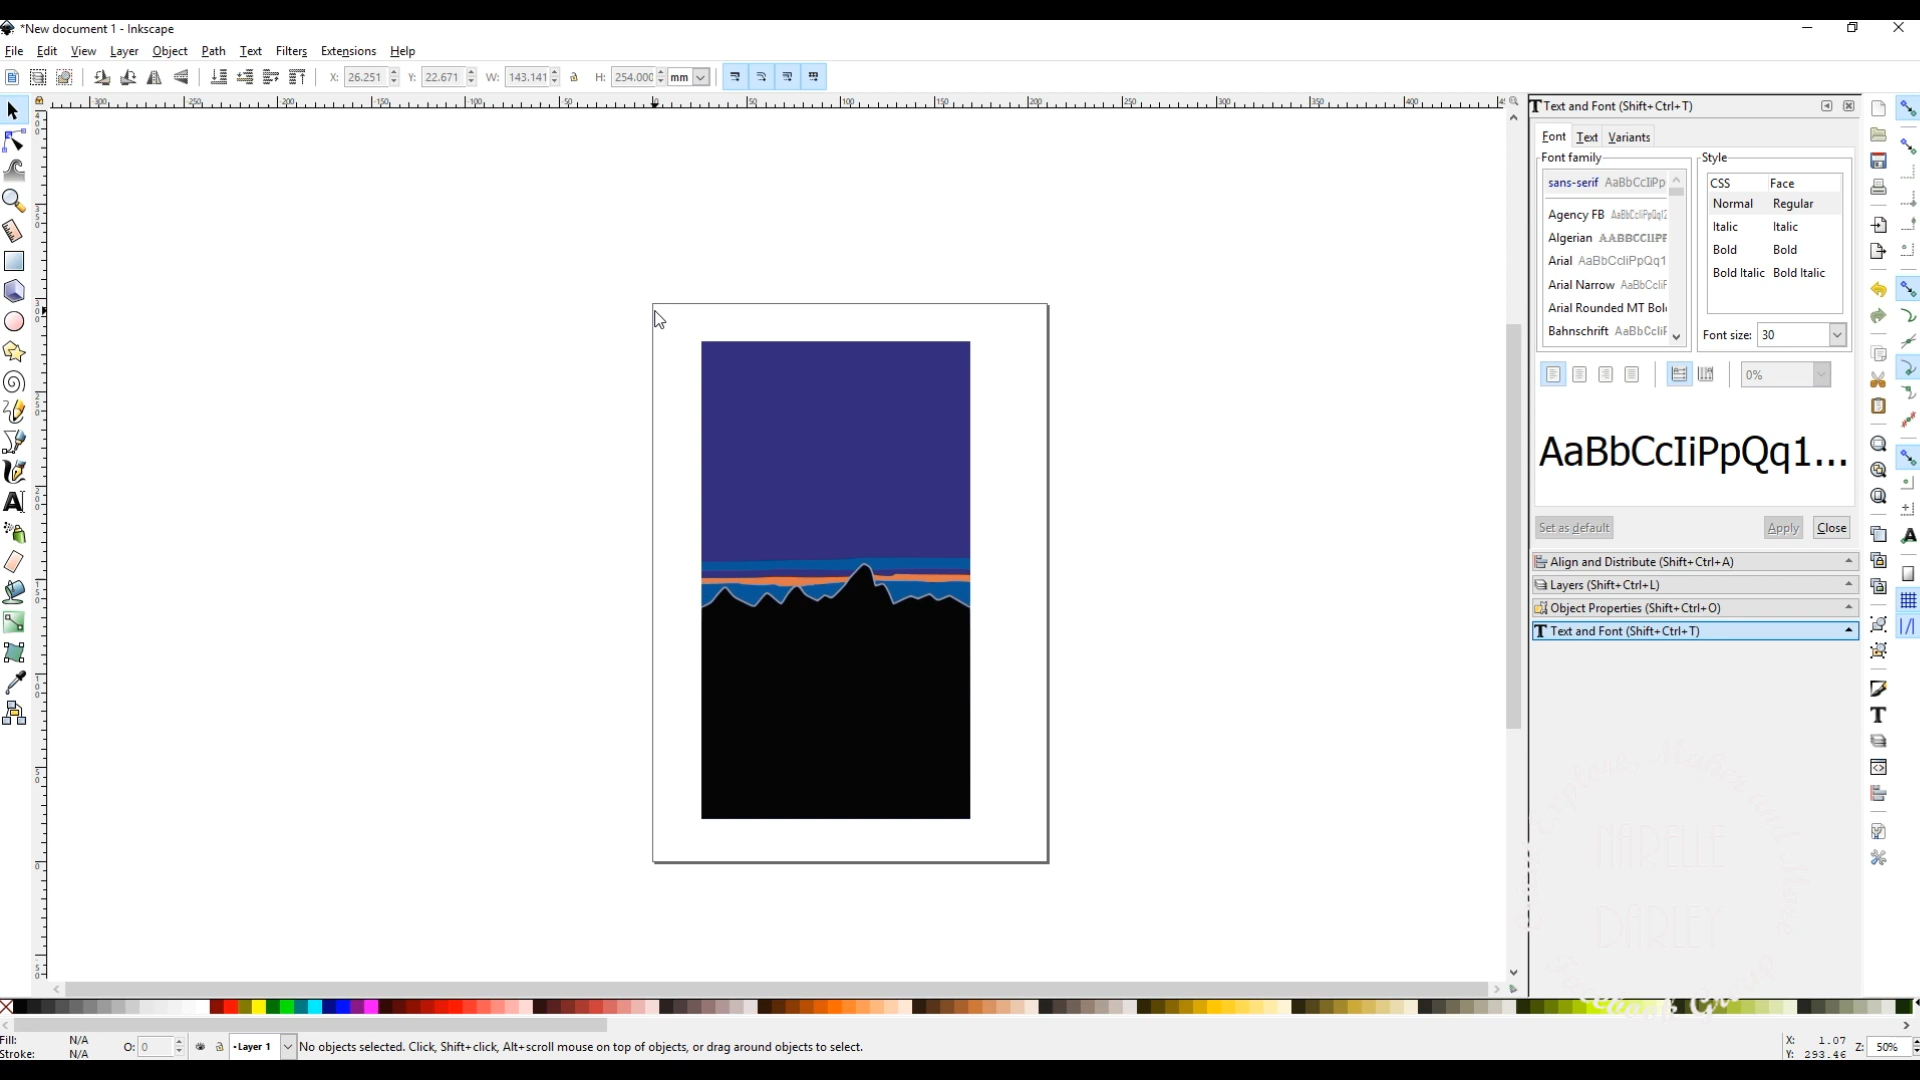 *New document 1 - Inkscape
File Edit View Layer Object Path Text Filters Extensions Help
X: 26.251 Y: 22.671 W: 143.141 H: 254.000 mm
Text and Font (Shift+Ctrl+T)
Font Text Variants
Font family
Style
sans-serif AaBbCcIiPp
CSS Face
Normal Regular
Agency FB AaBbCcIiPpQq12
Italic Italic
Algerian AABBCCIIPP
Bold Bold
Arial AaBbCcIiPpQq1
Bold Italic Bold Italic
Arial Narrow AaBbCcIiP
Arial Rounded MT Bol
Bahnschrift AaBbCcIiP
Font size: 30
0%
AaBbCcIiPpQq1...
Set as default Apply Close
Align and Distribute (Shift+Ctrl+A)
Layers (Shift+Ctrl+L)
Object Properties (Shift+Ctrl+O)
Text and Font (Shift+Ctrl+T)
NARELLE
DARLEY
Fill: N/A
Stroke: N/A
O: 0
Layer 1
No objects selected. Click, Shift+click, Alt+scroll mouse on top of objects, or drag around objects to select.
X: 1.07
Y: 293.46
Z: 50%